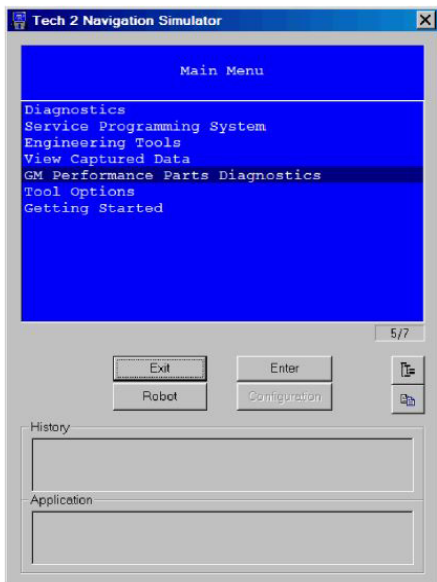 Tech 2 Navigation Simulator
Main Menu
Diagnostics
Service Programming System
Engineering Tools
View Captured Data
GM Performance Parts Diagnostics
Tool Options
Getting Started
5/7
Exit
Enter
Robot
Configuration
History
Application